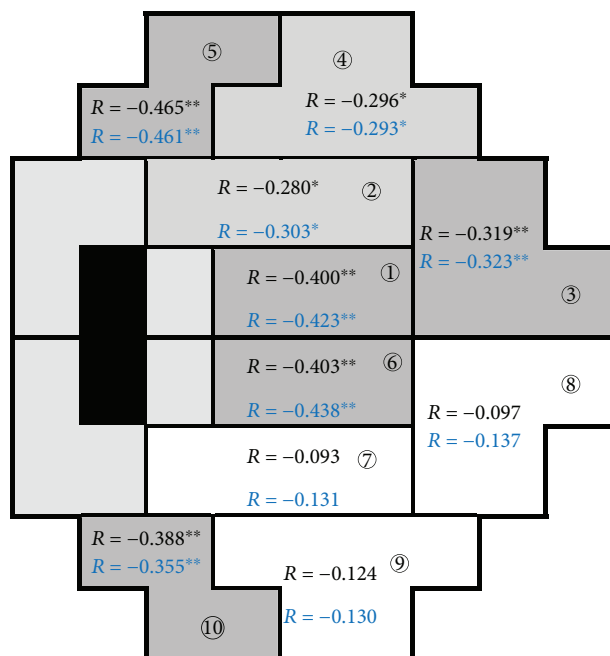 ⑤
④
R = −0.465**
R = −0.461**
R = −0.296*
R = −0.293*
R = −0.280*
②
R = −0.303*
R = −0.319**
R = −0.323**
③
R = −0.400**
①
R = −0.423**
R = −0.403**
⑥
R = −0.438**
⑧
R = −0.097
R = −0.137
R = −0.093
⑦
R = −0.131
R = −0.388**
R = −0.355**
⑨
R = −0.124
R = −0.130
⑩